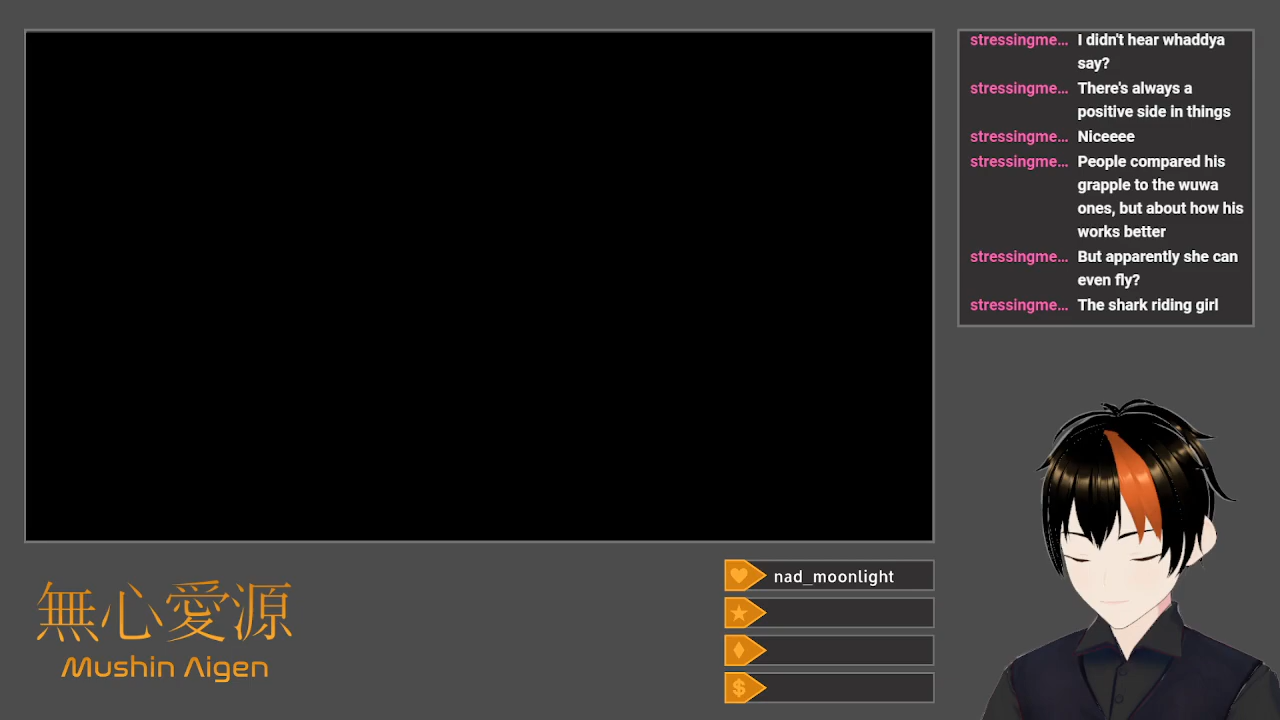 stressingme... I didn't hear whaddya
say?
stressingme... There's always a
positive side in things
stressingme... Niceeee
stressingme... People compared his
grapple to the wuwa
ones, but about how his
works better
stressingme... But apparently she can
even fly?
stressingme... The shark riding girl
nad_moonlight
$
無心愛源
Mushin Aigen